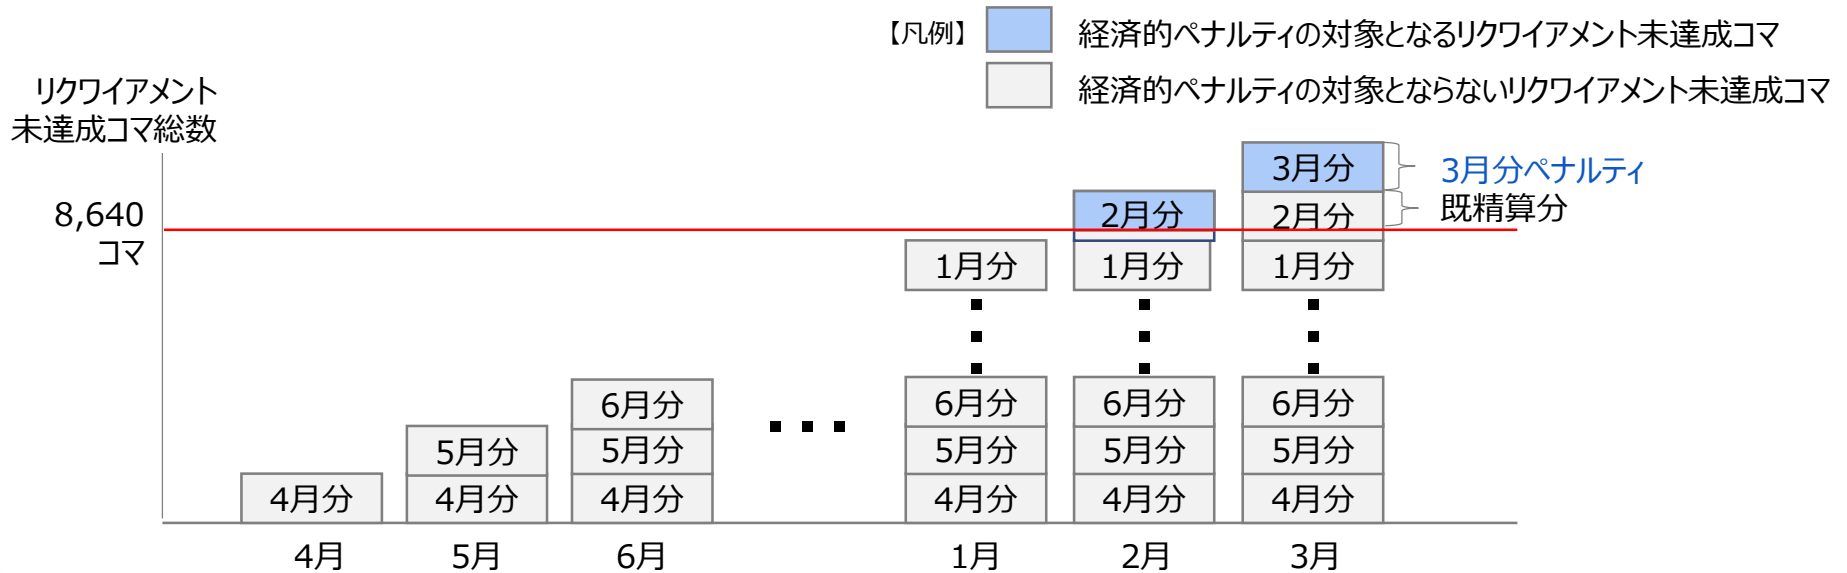 【凡例】
経済的ペナルティの対象となるリクワイアメント未達成コマ
経済的ペナルティの対象とならないリクワイアメント未達成コマ
リクワイアメント
未達成コマ総数
8,640
コマ
3月分
3月分ペナルティ
2月分
2月分
既精算分
1月分
1月分
1月分
6月分
6月分
6月分
6月分
5月分
5月分
5月分
5月分
5月分
4月分
4月分
4月分
4月分
4月分
4月分
4月
5月
6月
1月
2月
3月